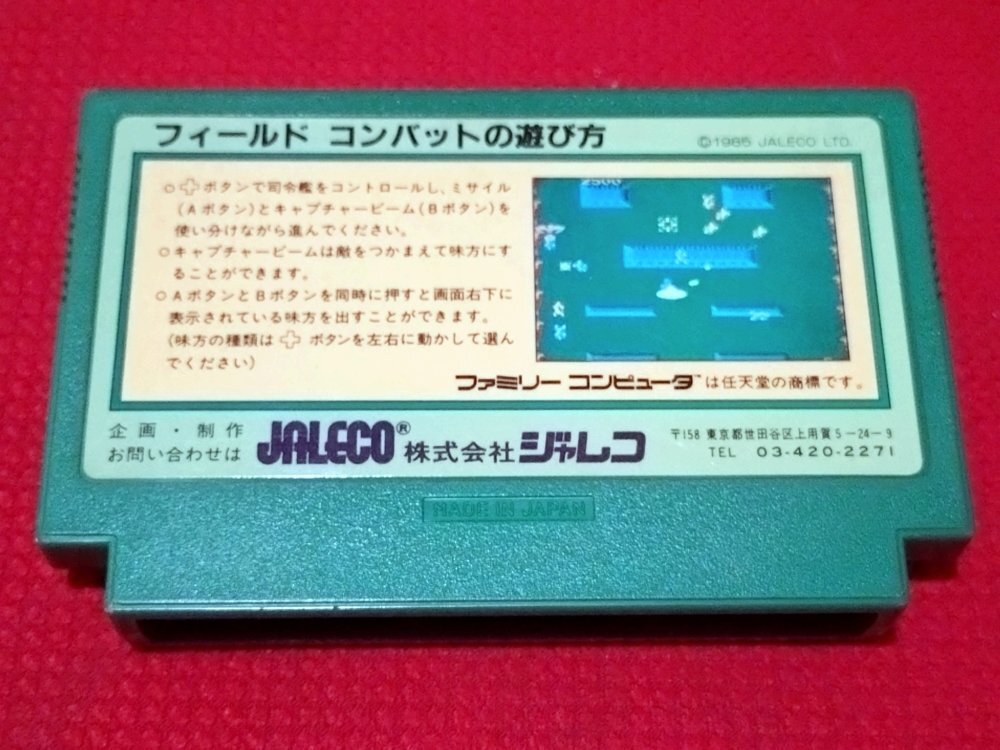 フィールド コンバットの遊び方
©1985 JALECO LTD.
○✚ボタンで司令艦をコントロールし、ミサイル
(Aボタン)とキャプチャービーム(Bボタン)を
使い分けながら進んでください。
○キャプチャービームは敵をつかまえて味方にす
ることができます。
○AボタンとBボタンを同時に押すと画面右下に
表示されている味方を出すことができます。
(味方の種類は✚ボタンを左右に動かして選ん
でください)
2500
20
ファミリー コンピュータ™は任天堂の商標です。
企画・制作
お問い合わせは
JALECO® 株式会社ジャレコ
〒158 東京都世田谷区上用賀5-24-9
TEL 03-420-2271
MADE IN JAPAN